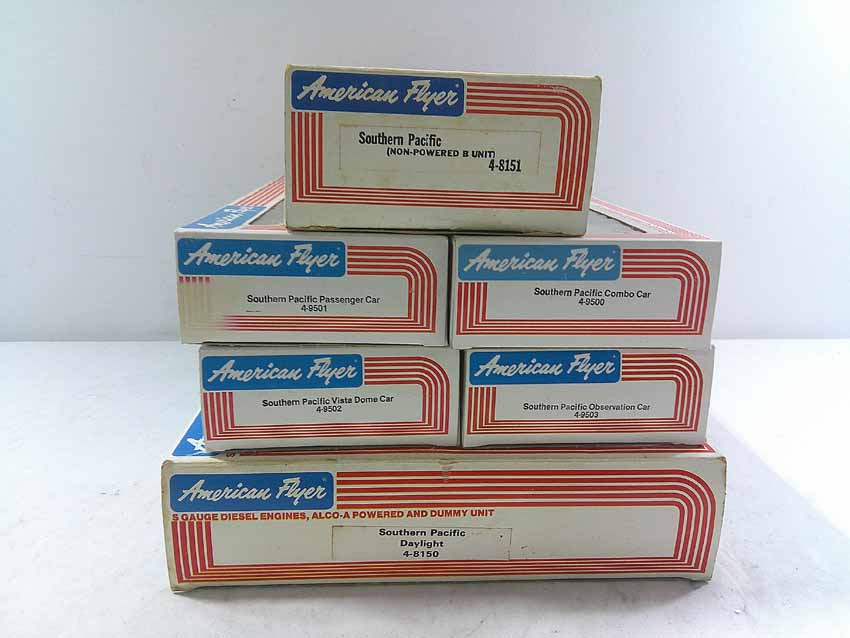 American Flyer
Southern Pacific
(NON-POWERED B UNIT)
4-8151
American Flyer
American Flyer
Southern Pacific Passenger Car
4-9501
American Flyer
Southern Pacific Combo Car
4-9500
American Flyer
Southern Pacific Vista Dome Car
4-9502
American Flyer
Southern Pacific Observation Car
4-9503
American Flyer
S GAUGE DIESEL ENGINES, ALCO-A POWERED AND DUMMY UNIT
Southern Pacific
Daylight
4-8150